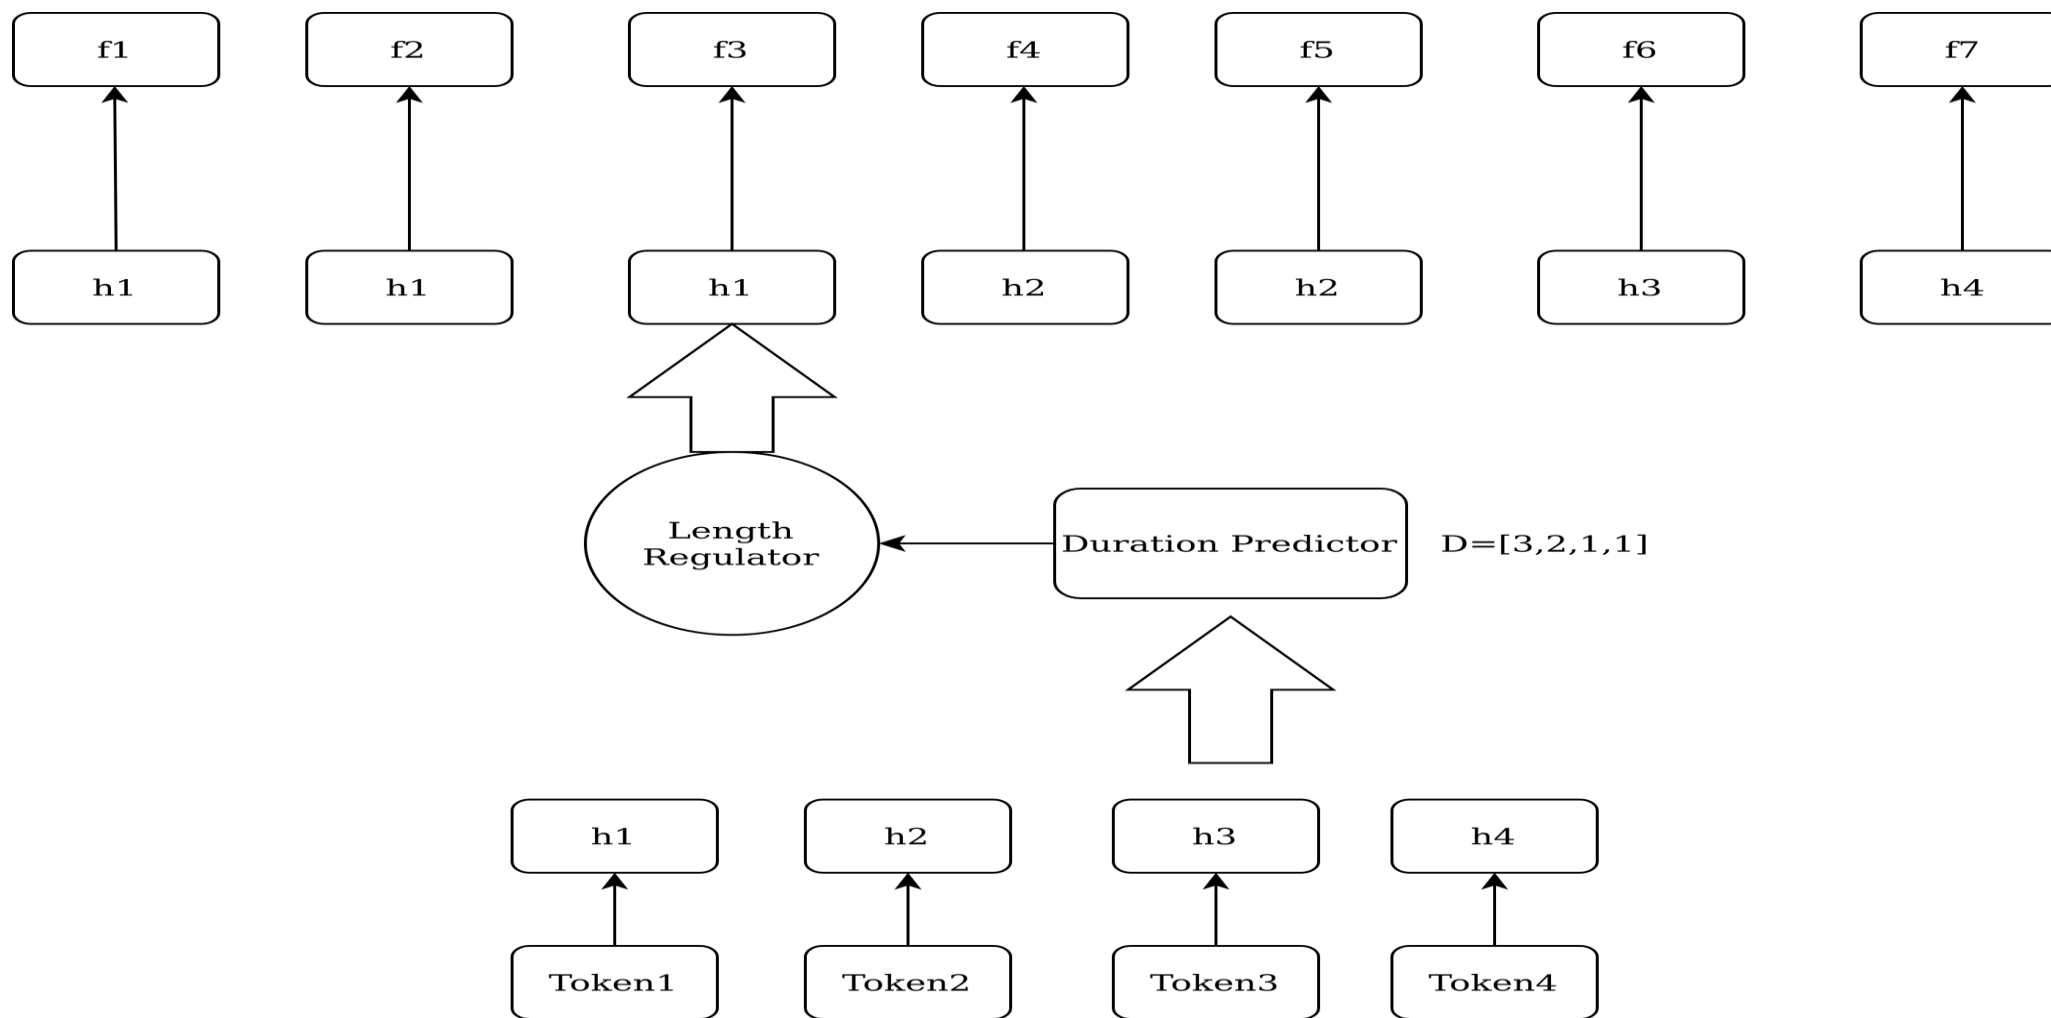 f1
f2
f3
f4
f5
f6
f7
h1
h1
h1
h2
h2
h3
h4
Length
Regulator
Duration Predictor
D=[3,2,1,1]
h1
h2
h3
h4
Token1
Token2
Token3
Token4